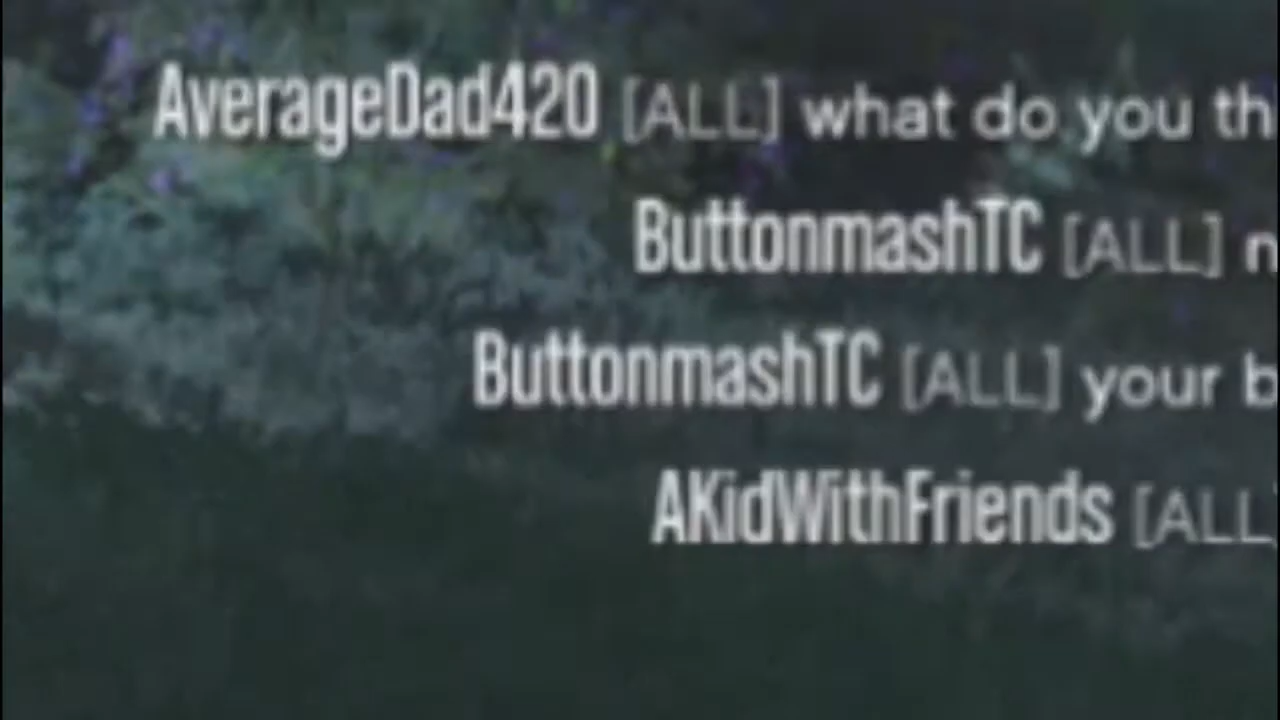 AverageDad420 [ALL] what do you th
ButtonmashTC [ALL] n
ButtonmashTC [ALL] your b
AKidWithFriends [ALL